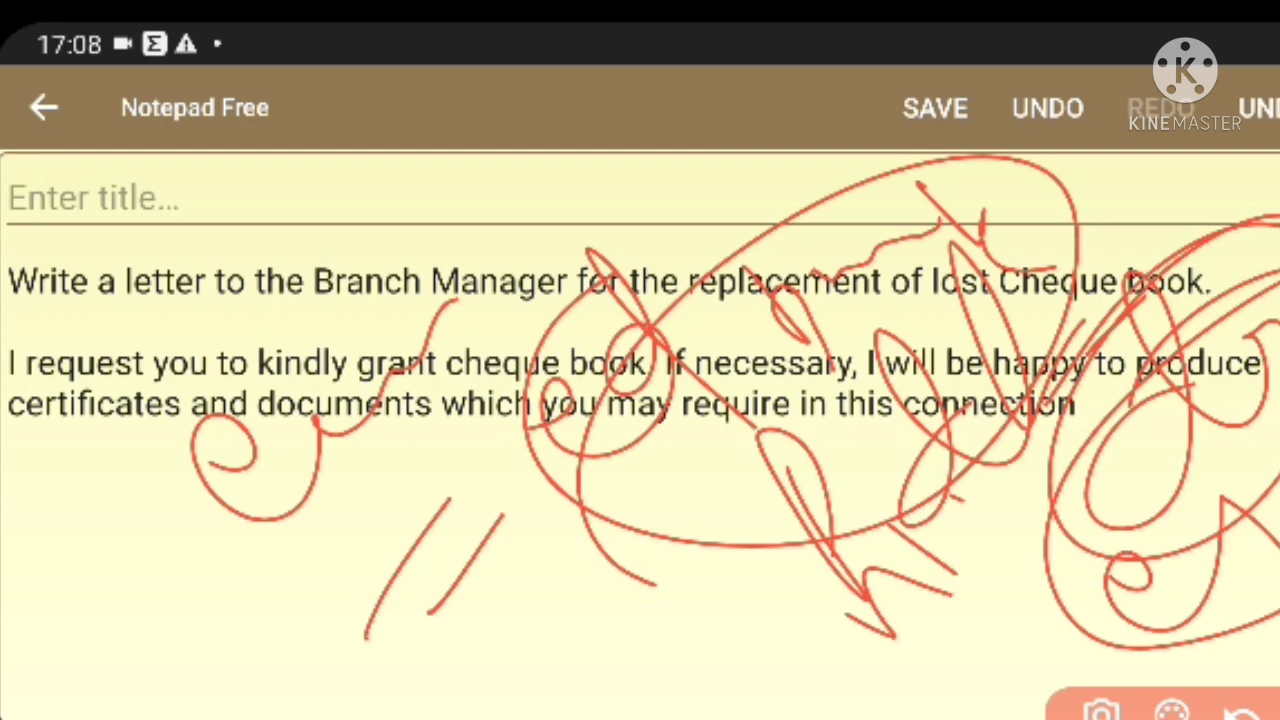 17:08
Notepad Free
SAVE UNDO REDO UND
KINEMASTER
Enter title...
Write a letter to the Branch Manager for the replacement of lost Cheque book.
I request you to kindly grant cheque book. If necessary, I will be happy to produce
certificates and documents which you may require in this connection